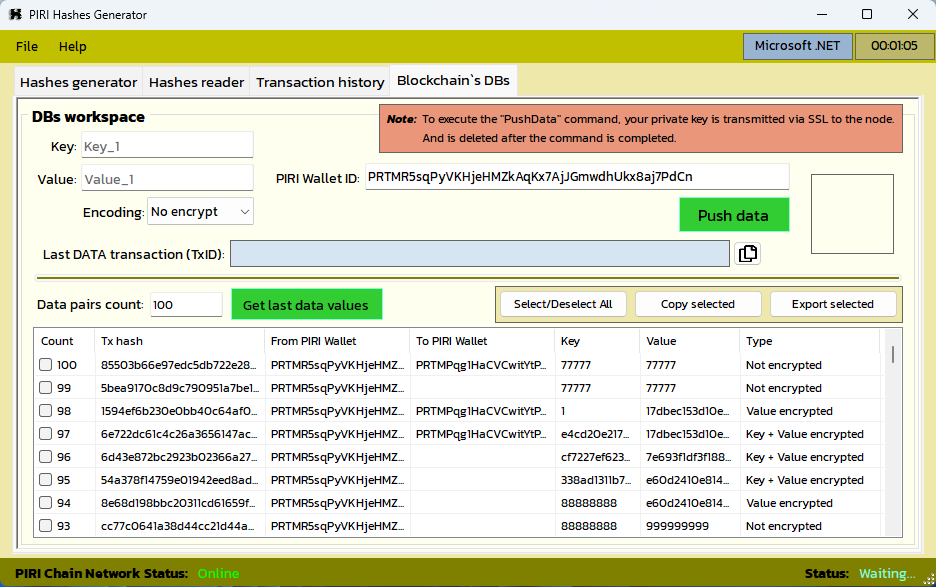 PIRI Hashes Generator
File Help Microsoft .NET 00:01:05
Hashes generator Hashes reader Transaction history Blockchain`s DBs
DBs workspace
Note: To execute the "PushData" command, your private key is transmitted via SSL to the node.
And is deleted after the command is completed.
Key: Key_1
Value: Value_1 PIRI Wallet ID: PRTMR5sqPyVKHjeHMZkAqKx7AjJGmwdhUkx8aj7PdCn
Encoding: No encrypt Push data
Last DATA transaction (TxID):
Data pairs count: 100 Get last data values Select/Deselect All Copy selected Export selected
Count Tx hash From PIRI Wallet To PIRI Wallet Key Value Type
100 85503b66e97edc5db722e28... PRTMR5sqPyVKHjeHMZ... PRTMPqg1HaCVCwitYtP... 77777 77777 Not encrypted
99 5bea9170c8d9c790951a7be1... PRTMR5sqPyVKHjeHMZ... 77777 77777 Not encrypted
98 1594ef6b230e0bb40c64af0... PRTMR5sqPyVKHjeHMZ... PRTMPqg1HaCVCwitYtP... 1 17dbec153d10e... Value encrypted
97 6e722dc61c4c26a3656147ac... PRTMR5sqPyVKHjeHMZ... PRTMPqg1HaCVCwitYtP... e4cd20e217... 17dbec153d10e... Key + Value encrypted
96 6d43e872bc2923b02366a27... PRTMR5sqPyVKHjeHMZ... cf7227ef623... 7e693f1df3f188... Key + Value encrypted
95 54a378f14759e01942eed8ad... PRTMR5sqPyVKHjeHMZ... 338ad1311b7... e60d2410e814... Key + Value encrypted
94 8e68d198bbc20311cd61659f... PRTMR5sqPyVKHjeHMZ... 88888888 e60d2410e814... Value encrypted
93 cc77c0641a38d44cc21d44a... PRTMR5sqPyVKHjeHMZ... 88888888 999999999 Not encrypted
PIRI Chain Network Status: Online Status: Waiting...